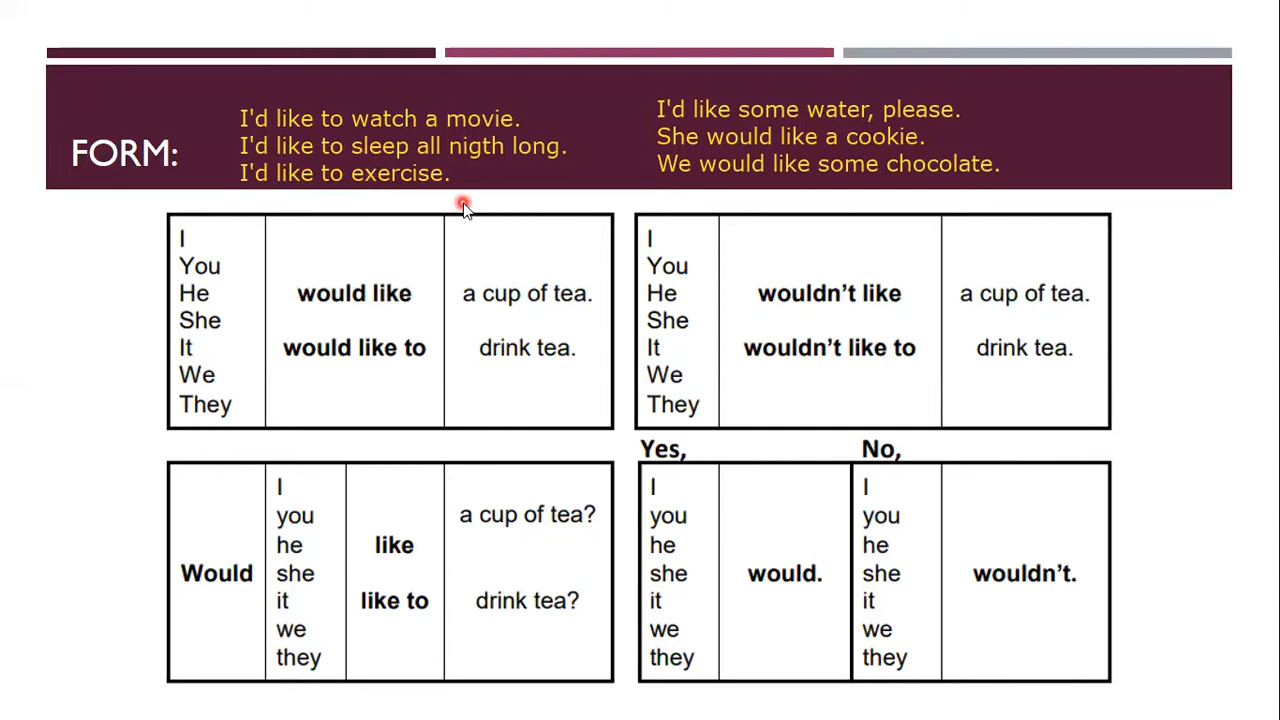 FORM:
I'd like to watch a movie.
I'd like to sleep all nigth long.
I'd like to exercise.
I'd like some water, please.
She would like a cookie.
We would like some chocolate.
I
You
He
She
It
We
They
would like
would like to
a cup of tea.
drink tea.
I
You
He
She
It
We
They
wouldn't like
wouldn't like to
a cup of tea.
drink tea.
Would
I
you
he
she
it
we
they
like
like to
a cup of tea?
drink tea?
Yes,
I
you
he
she
it
we
they
would.
No,
I
you
he
she
it
we
they
wouldn't.